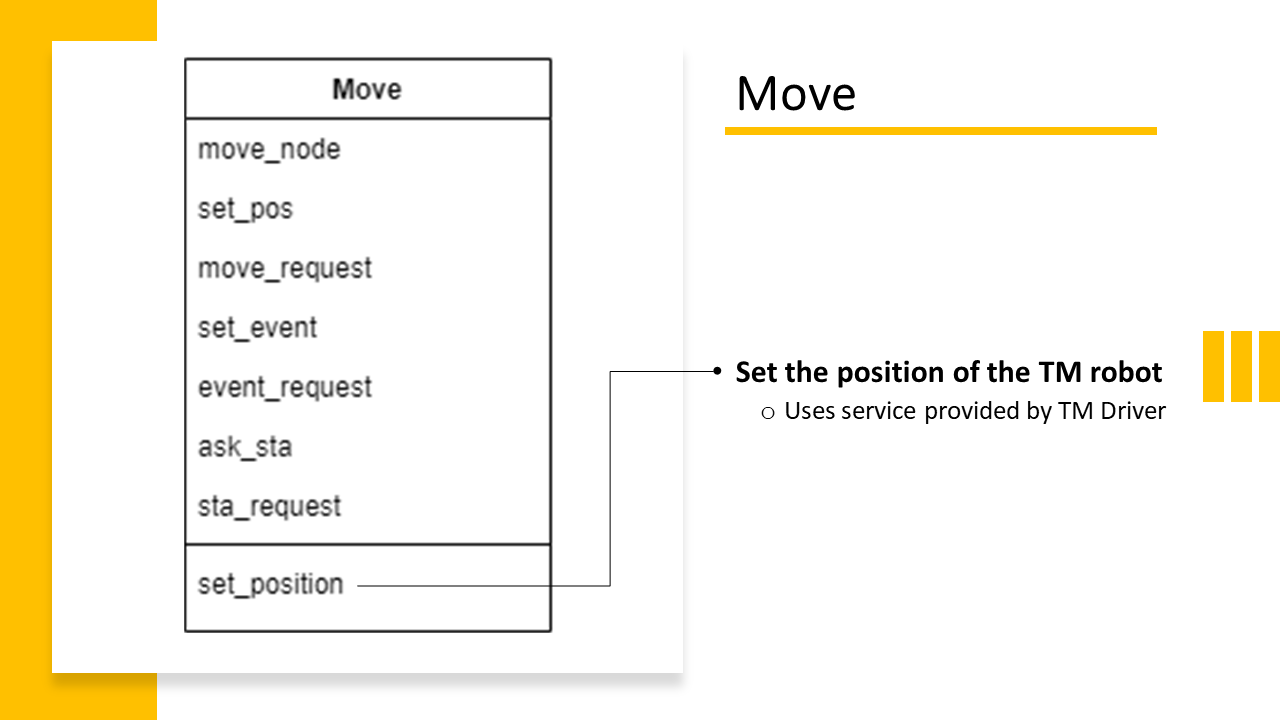 Move
move_node
set_pos
move_request
set_event
event_request
ask_sta
sta_request
set_position
Move
• Set the position of the TM robot
o Uses service provided by TM Driver